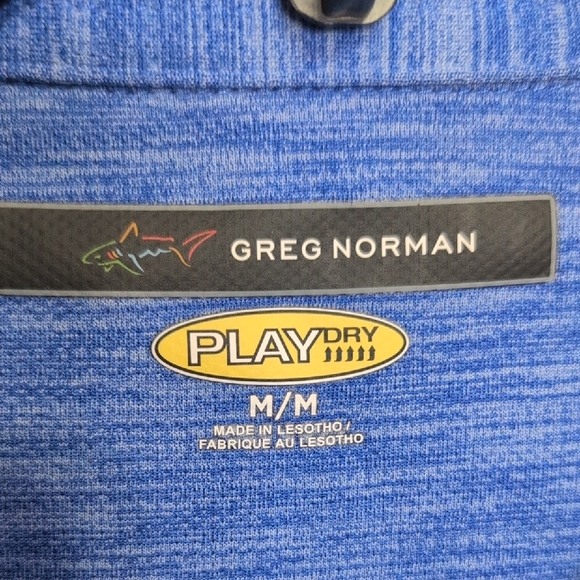 GREG NORMAN
PLAYDRY
M/M
MADE IN LESOTHO /
FABRIQUE AU LESOTHO